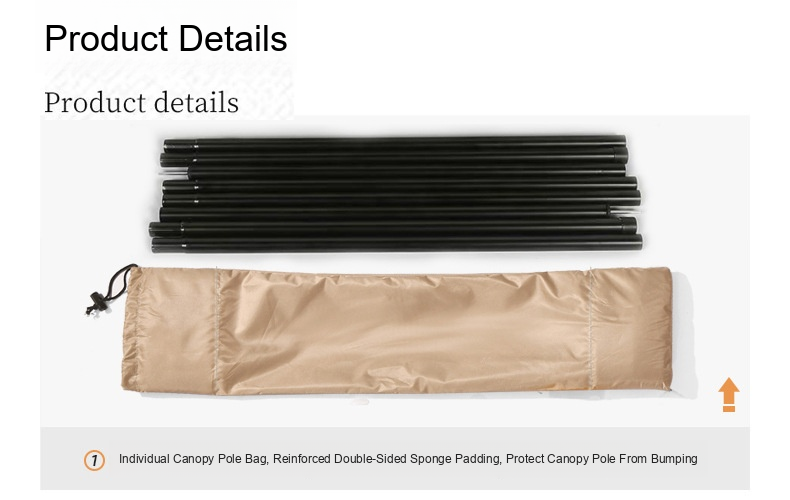 Product Details
Product details
1 Individual Canopy Pole Bag, Reinforced Double-Sided Sponge Padding, Protect Canopy Pole From Bumping